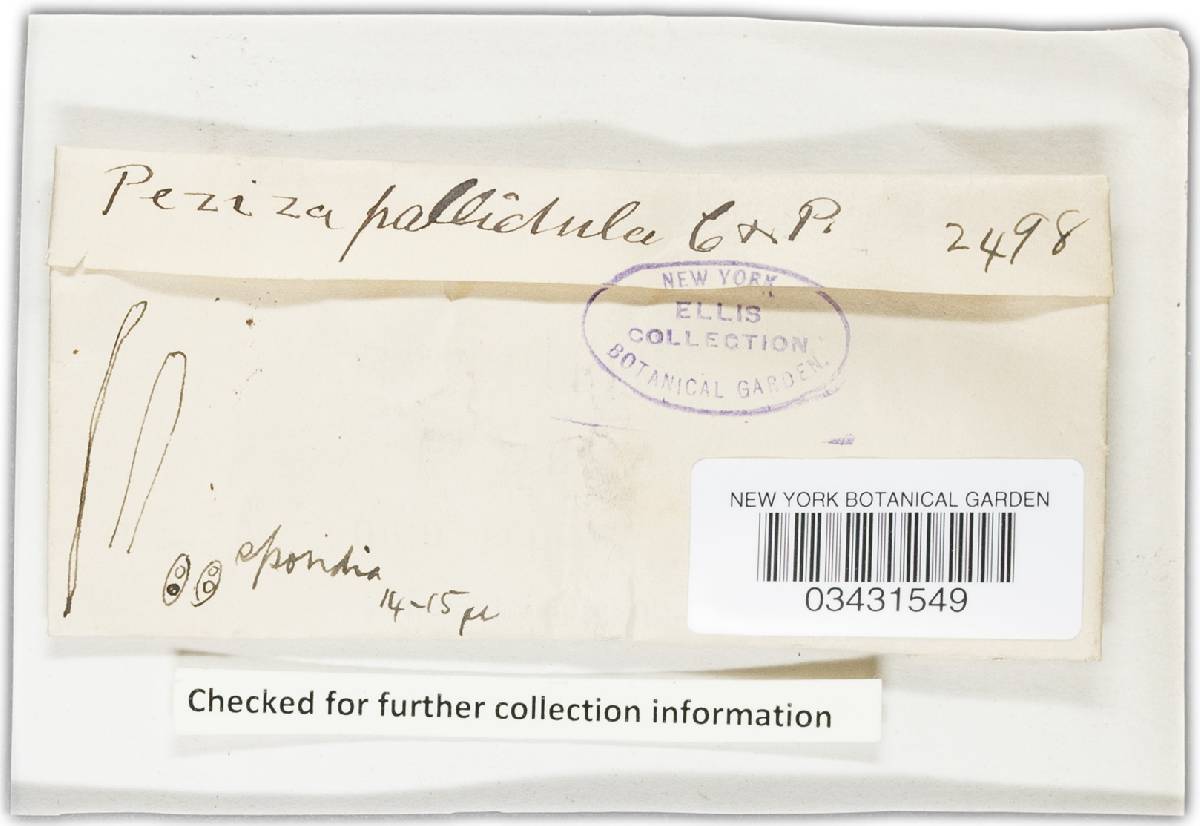 Peziza pallidula C & P. 2498
NEW YORK
ELLIS
COLLECTION
BOTANICAL GARDEN.
sporidia
14-15 µ
NEW YORK BOTANICAL GARDEN
03431549
Checked for further collection information